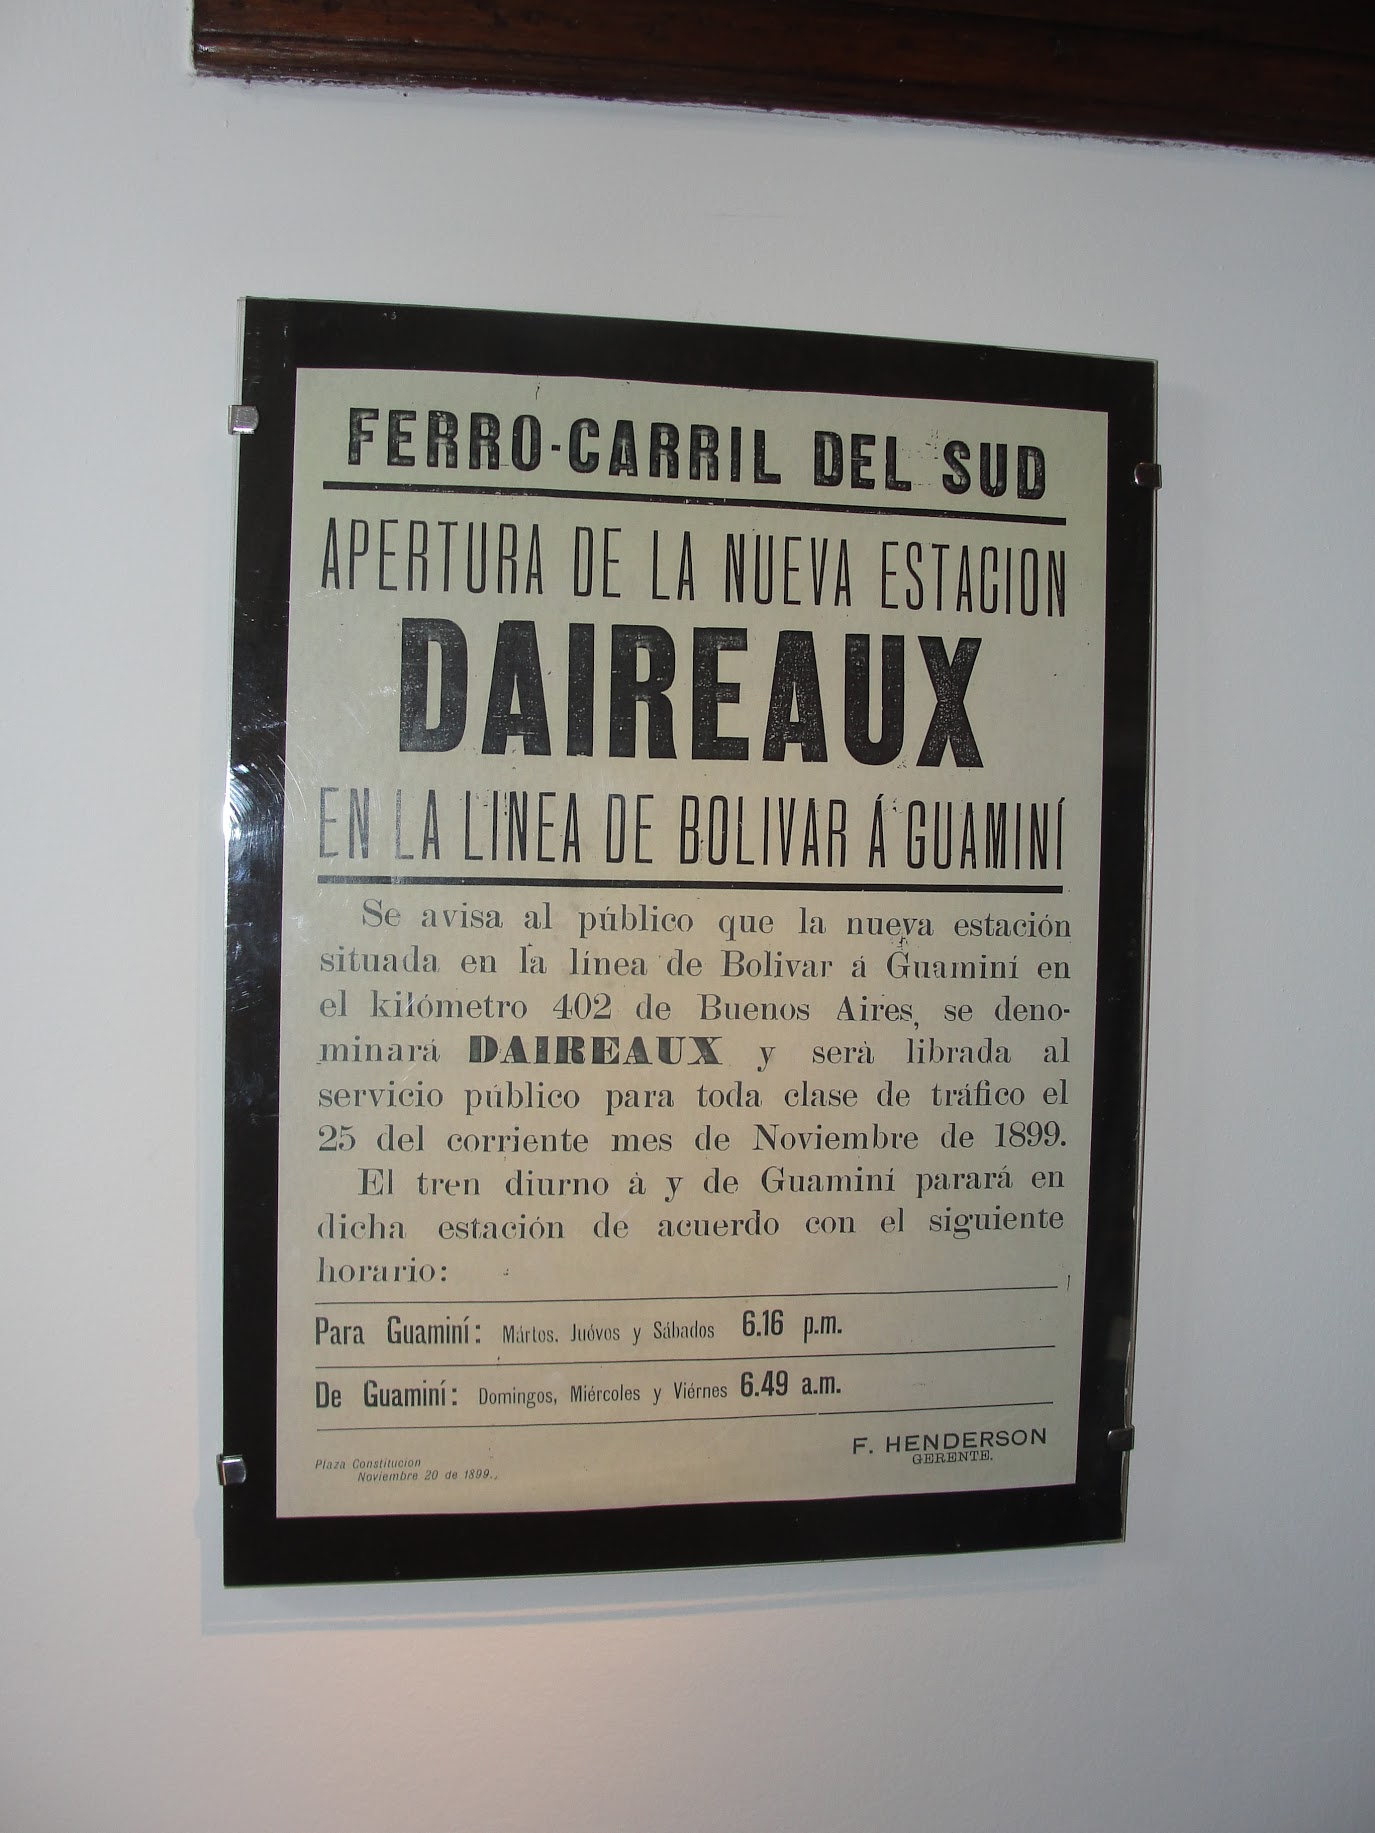 FERRO-CARRIL DEL SUD
APERTURA DE LA NUEVA ESTACION
DAIREAUX
EN LA LINEA DE BOLIVAR Á GUAMINÍ
Se avisa al público que la nueva estación
situada en la línea de Bolivar á Guaminí en
el kilómetro 402 de Buenos Aires, se deno-
minará DAIREAUX y serà librada al
servicio público para toda clase de tráfico el
25 del corriente mes de Noviembre de 1899.
El tren diurno à y de Guaminí parará en
dicha estación de acuerdo con el siguiente
horario:
Para Guaminí: Mártes, Juéves y Sábados 6.16 p.m.
De Guaminí: Domingos, Miércoles y Viérnes 6.49 a.m.
F. HENDERSON
GERENTE.
Plaza Constitucion
Noviembre 20 de 1899.